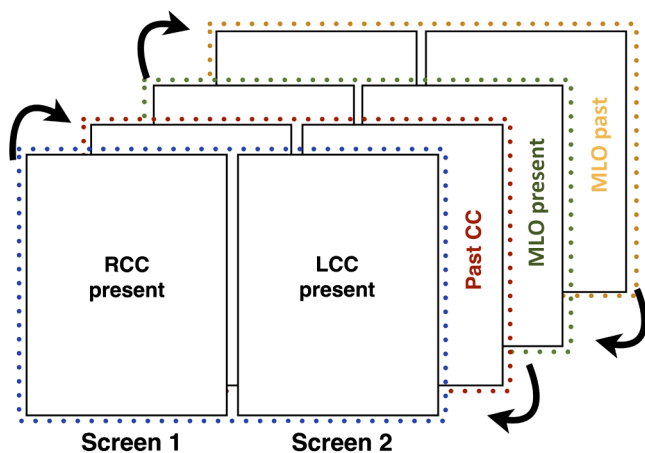 RCC
present
LCC
present
Past CC
MLO present
MLO past
Screen 1
Screen 2